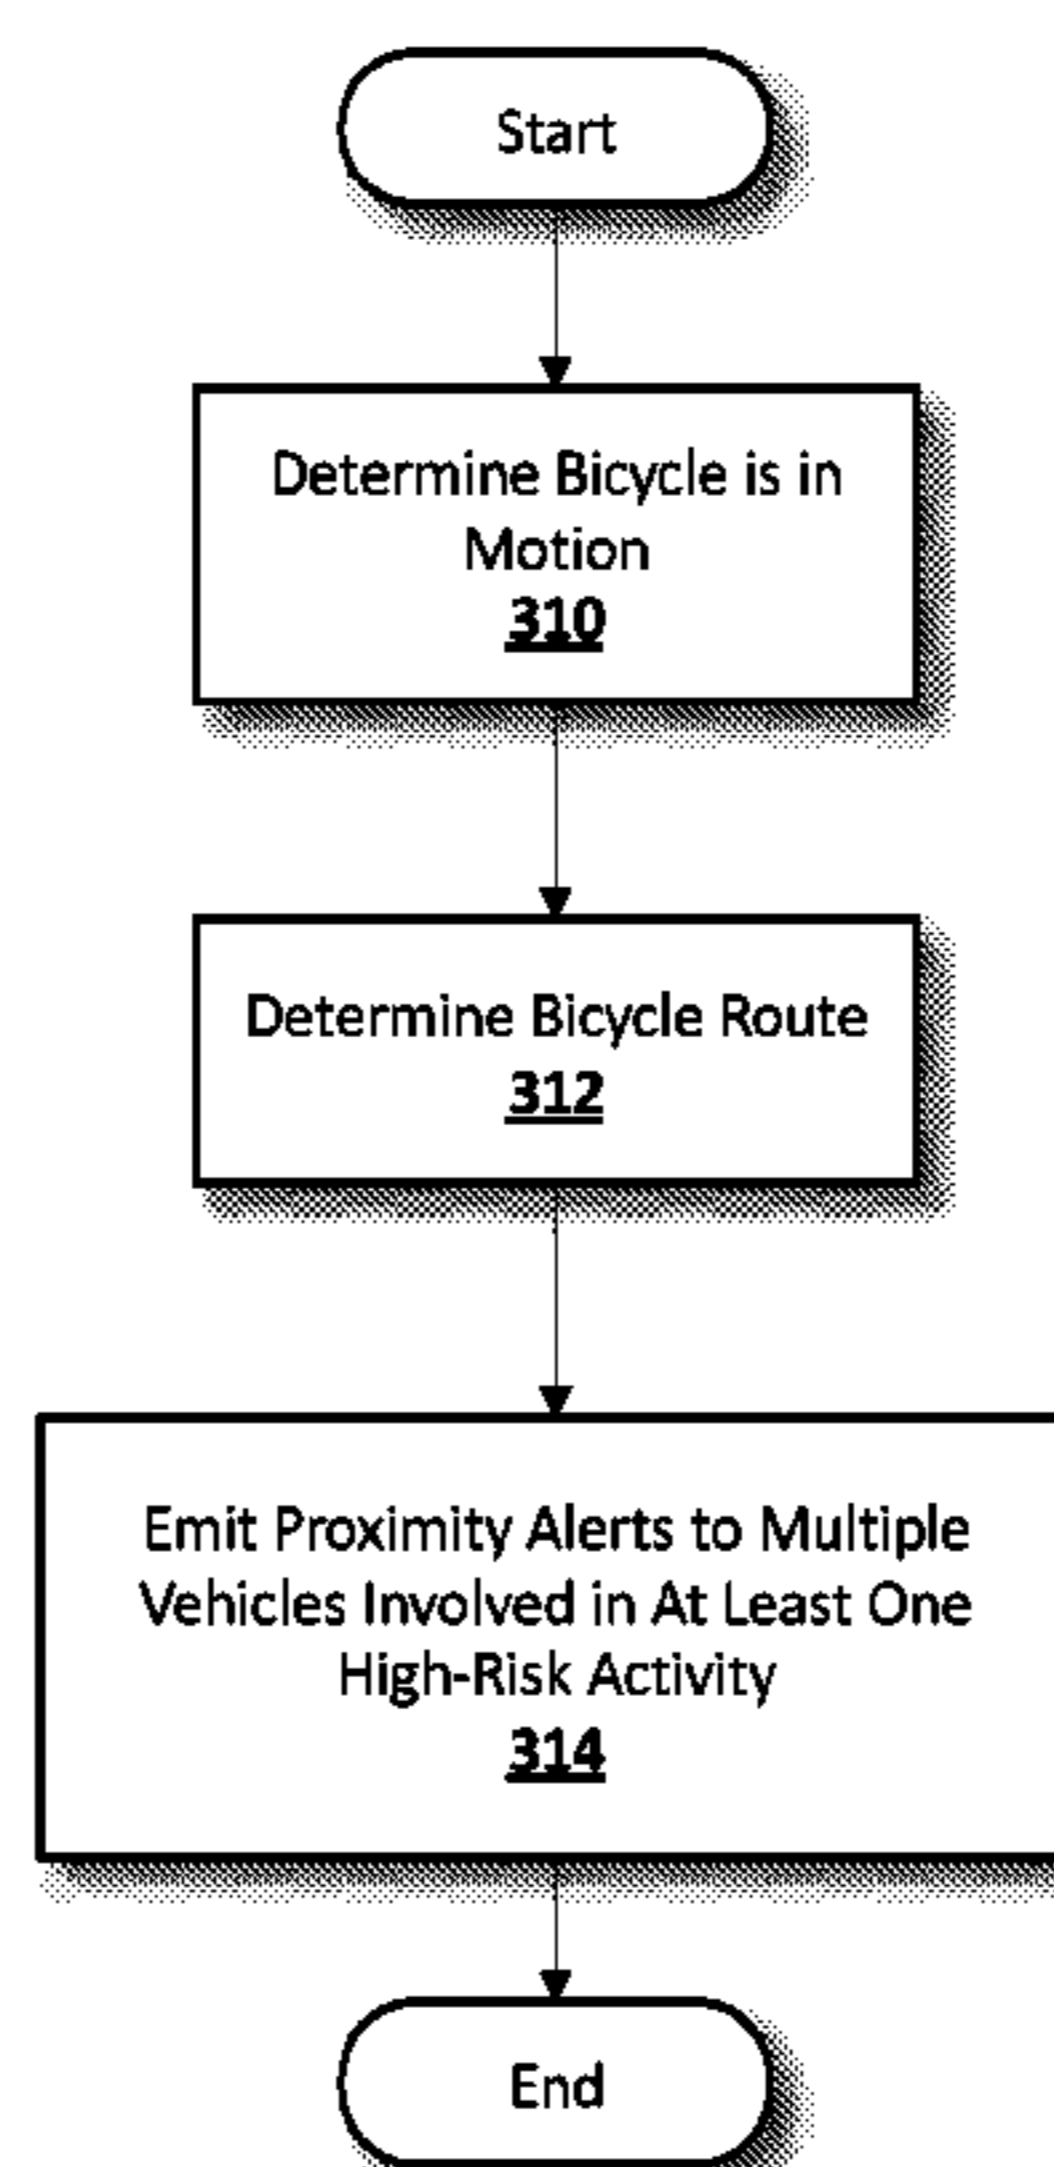 Start
Determine Bicycle is in
Motion
310
Determine Bicycle Route
312
Emit Proximity Alerts to Multiple
Vehicles Involved in At Least One
High-Risk Activity
314
End